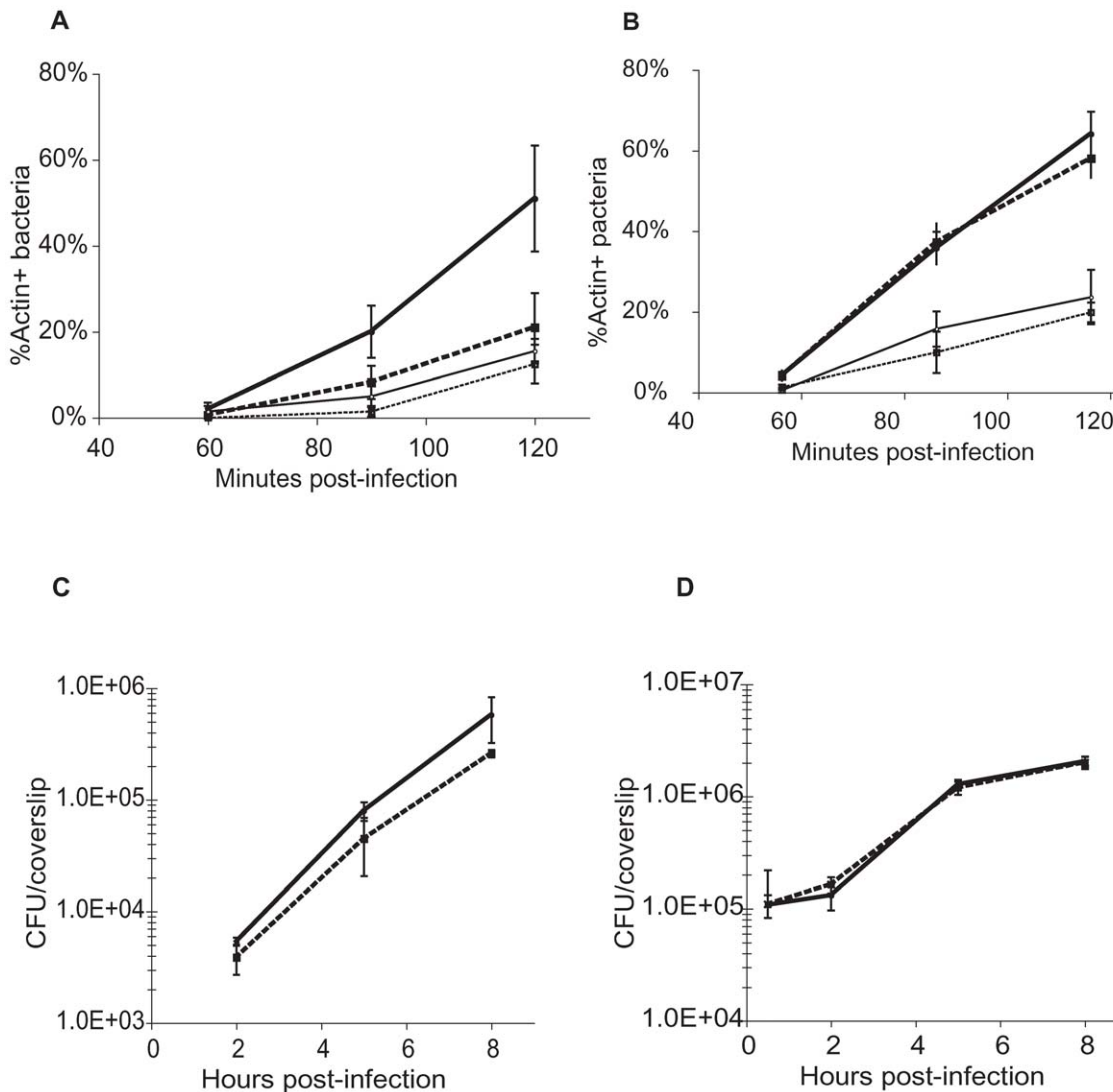 A
80%
60%
40%
20%
0%
40 60 80 100 120
%Actin+ bacteria
Minutes post-infection
B
80%
60%
40%
20%
0%
40 60 80 100 120
%Actin+ pacteria
Minutes post-infection
C
1.0E+06
1.0E+05
1.0E+04
1.0E+03
0 2 4 6 8
CFU/coverslip
Hours post-infection
D
1.0E+07
1.0E+06
1.0E+05
1.0E+04
0 2 4 6 8
CFU/coverslip
Hours post-infection